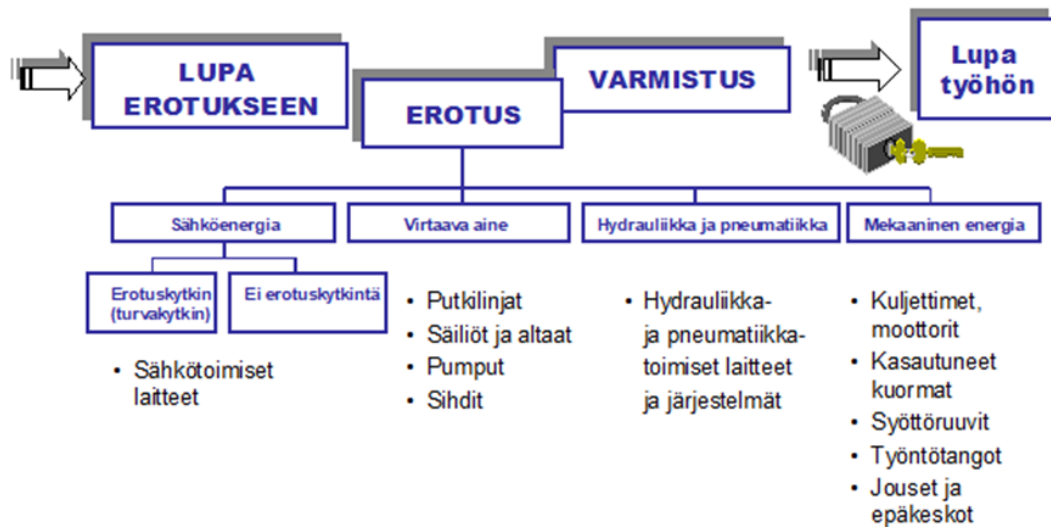 LUPA
EROTUKSEEN
EROTUS
VARMISTUS
Lupa
työhön
Sähköenergia
Virtaava aine
Hydrauliikka ja pneumatiikka
Mekaaninen energia
Erotuskytkin
(turvakytkin)
Ei erotuskytkintä
• Sähkötoimiset
laitteet
• Putkilinjat
• Säiliöt ja altaat
• Pumput
• Sihdit
• Hydrauliikka-
ja pneumatiikka-
toimiset laitteet
ja järjestelmät
• Kuljettimet,
moottorit
• Kasautuneet
kuormat
• Syöttöruuvit
• Työntötangot
• Jouset ja
epäkeskot